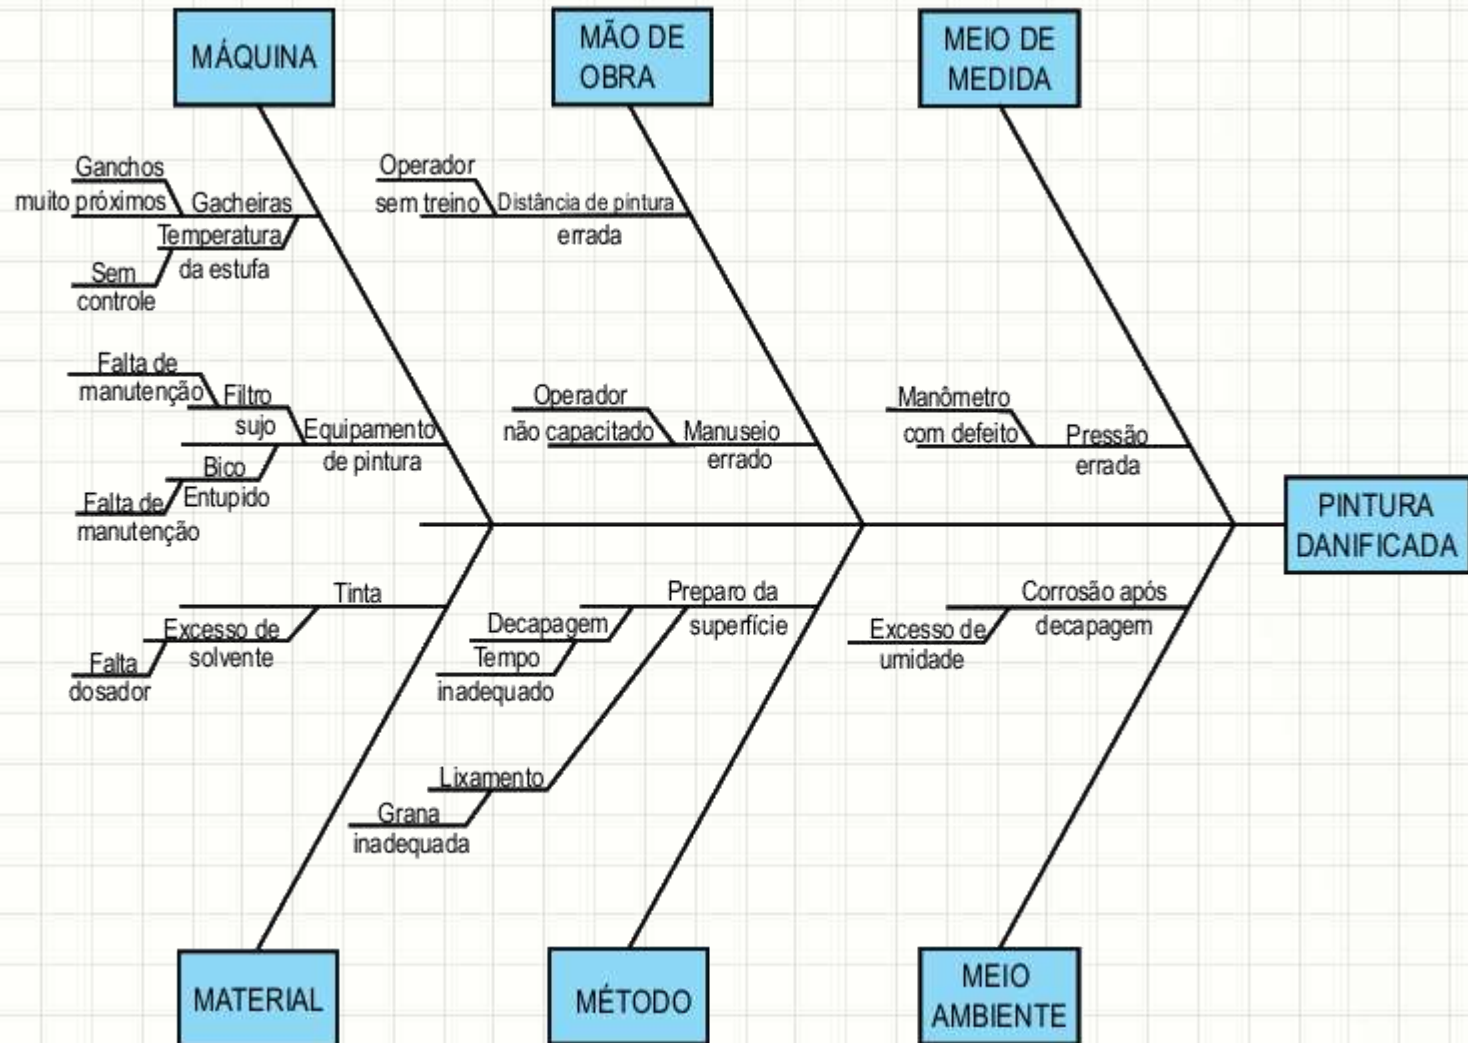 MÁQUINA
MÃO DE
OBRA
MEIO DE
MEDIDA
Ganchos
muito próximos
Gacheiras
Temperatura
da estufa
Sem
controle
Falta de
manutenção
Filtro
sujo
Equipamento
de pintura
Bico
Entupido
Falta de
manutenção
Operador
sem treino
Distância de pintura
errada
Operador
não capacitado
Manuseio
errado
Manômetro
com defeito
Pressão
errada
PINTURA
DANIFICADA
Tinta
Excesso de
solvente
Falta
dosador
Preparo da
superfície
Decapagem
Tempo
inadequado
Lixamento
Grana
inadequada
Corrosão após
decapagem
Excesso de
umidade
MATERIAL
MÉTODO
MEIO
AMBIENTE